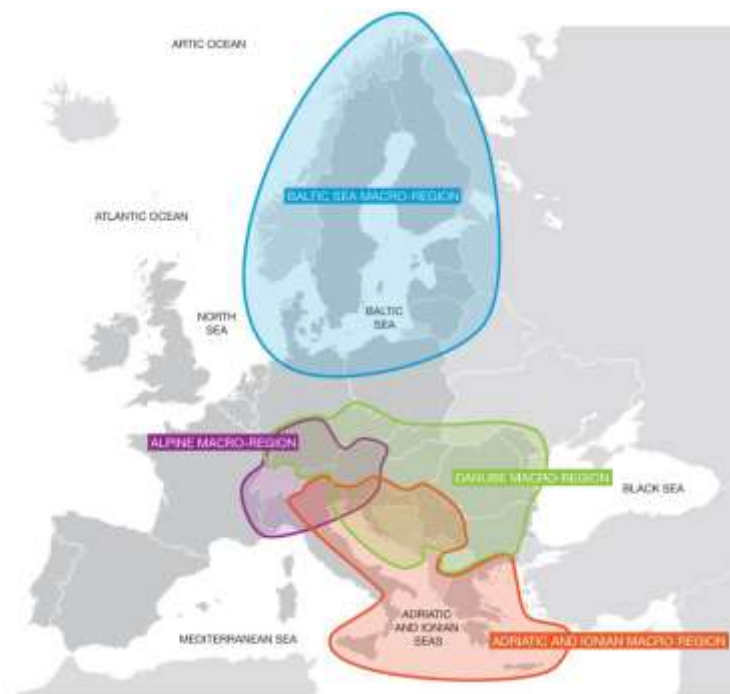 ARTIC OCEAN
BALTIC SEA MACRO-REGION
ATLANTIC OCEAN
NORTH
SEA
BALTIC
SEA
ALPINE MACRO-REGION
DANUBE MACRO-REGION
BLACK SEA
ADRIATIC
AND IONIAN
SEAS
MEDITERRANEAN SEA
ADRIATIC AND IONIAN MACRO-REGION